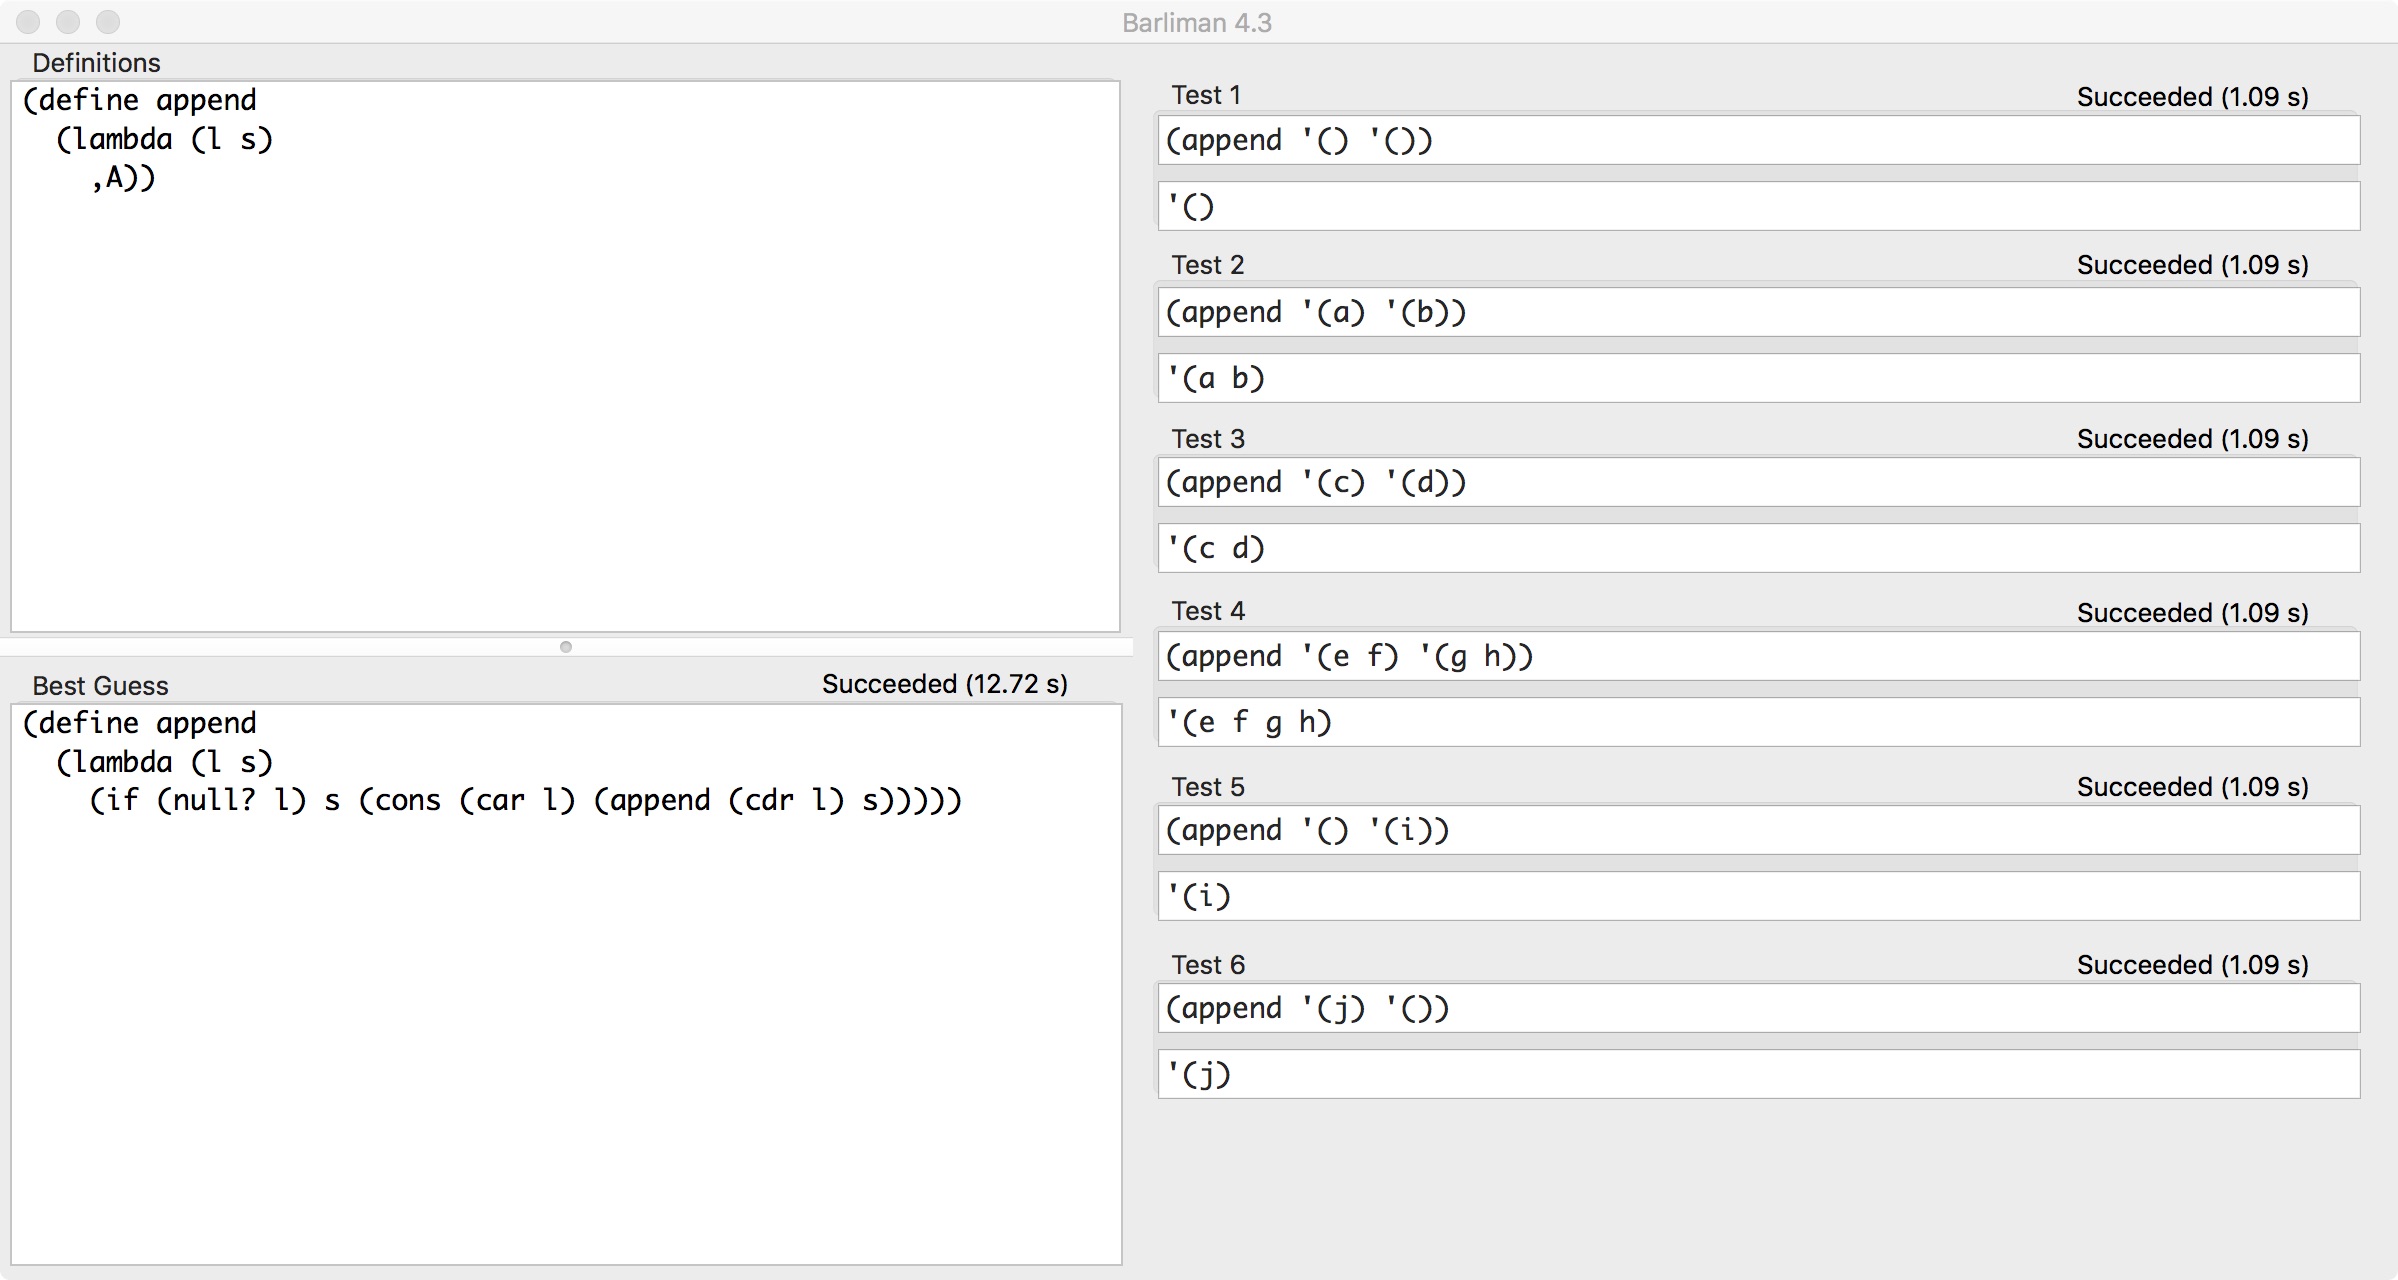 Barliman 4.3
Definitions
(define append
  (lambda (l s)
    ,A))
Best Guess
Succeeded (12.72 s)
(define append
  (lambda (l s)
    (if (null? l) s (cons (car l) (append (cdr l) s)))))
Test 1
Succeeded (1.09 s)
(append '() '())
'()
Test 2
Succeeded (1.09 s)
(append '(a) '(b))
'(a b)
Test 3
Succeeded (1.09 s)
(append '(c) '(d))
'(c d)
Test 4
Succeeded (1.09 s)
(append '(e f) '(g h))
'(e f g h)
Test 5
Succeeded (1.09 s)
(append '() '(i))
'(i)
Test 6
Succeeded (1.09 s)
(append '(j) '())
'(j)